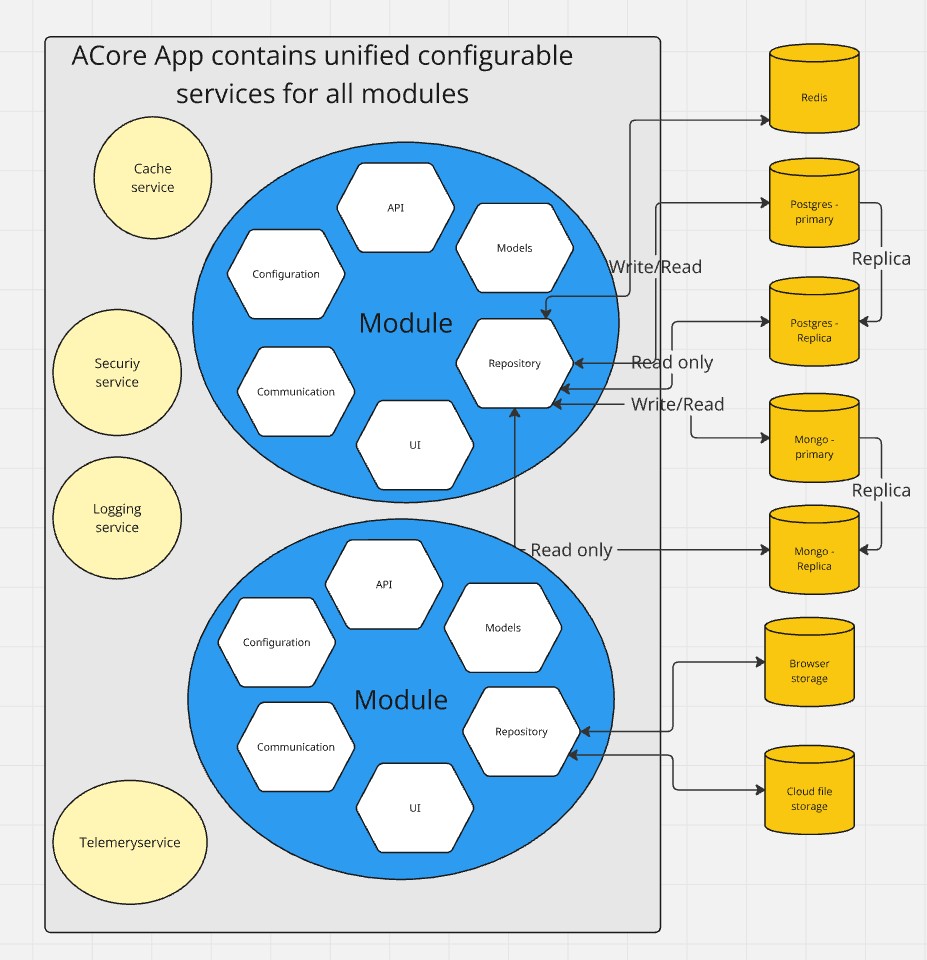 ACore App contains unified configurable
services for all modules
Cache
service
Securiy
service
Logging
service
Telemeryservice
API
Models
Configuration
Module
Repository
Communication
UI
API
Models
Configuration
Module
Repository
Communication
UI
Write/Read
Read only
Write/Read
Read only
Redis
Postgres -
primary
Replica
Postgres -
Replica
Mongo -
primary
Replica
Mongo -
Replica
Browser
storage
Cloud file
storage